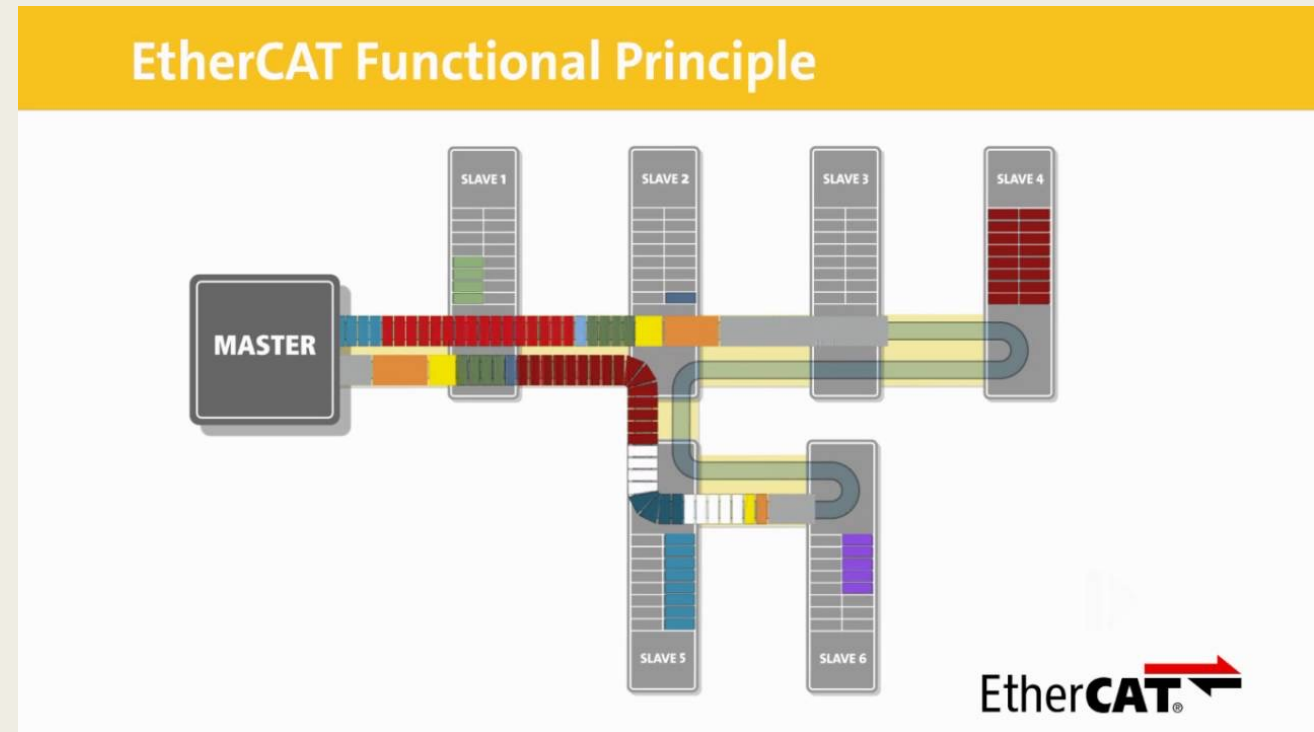 EtherCAT Functional Principle
SLAVE 1
SLAVE 2
SLAVE 3
SLAVE 4
MASTER
SLAVE 5
SLAVE 6
EtherCAT®